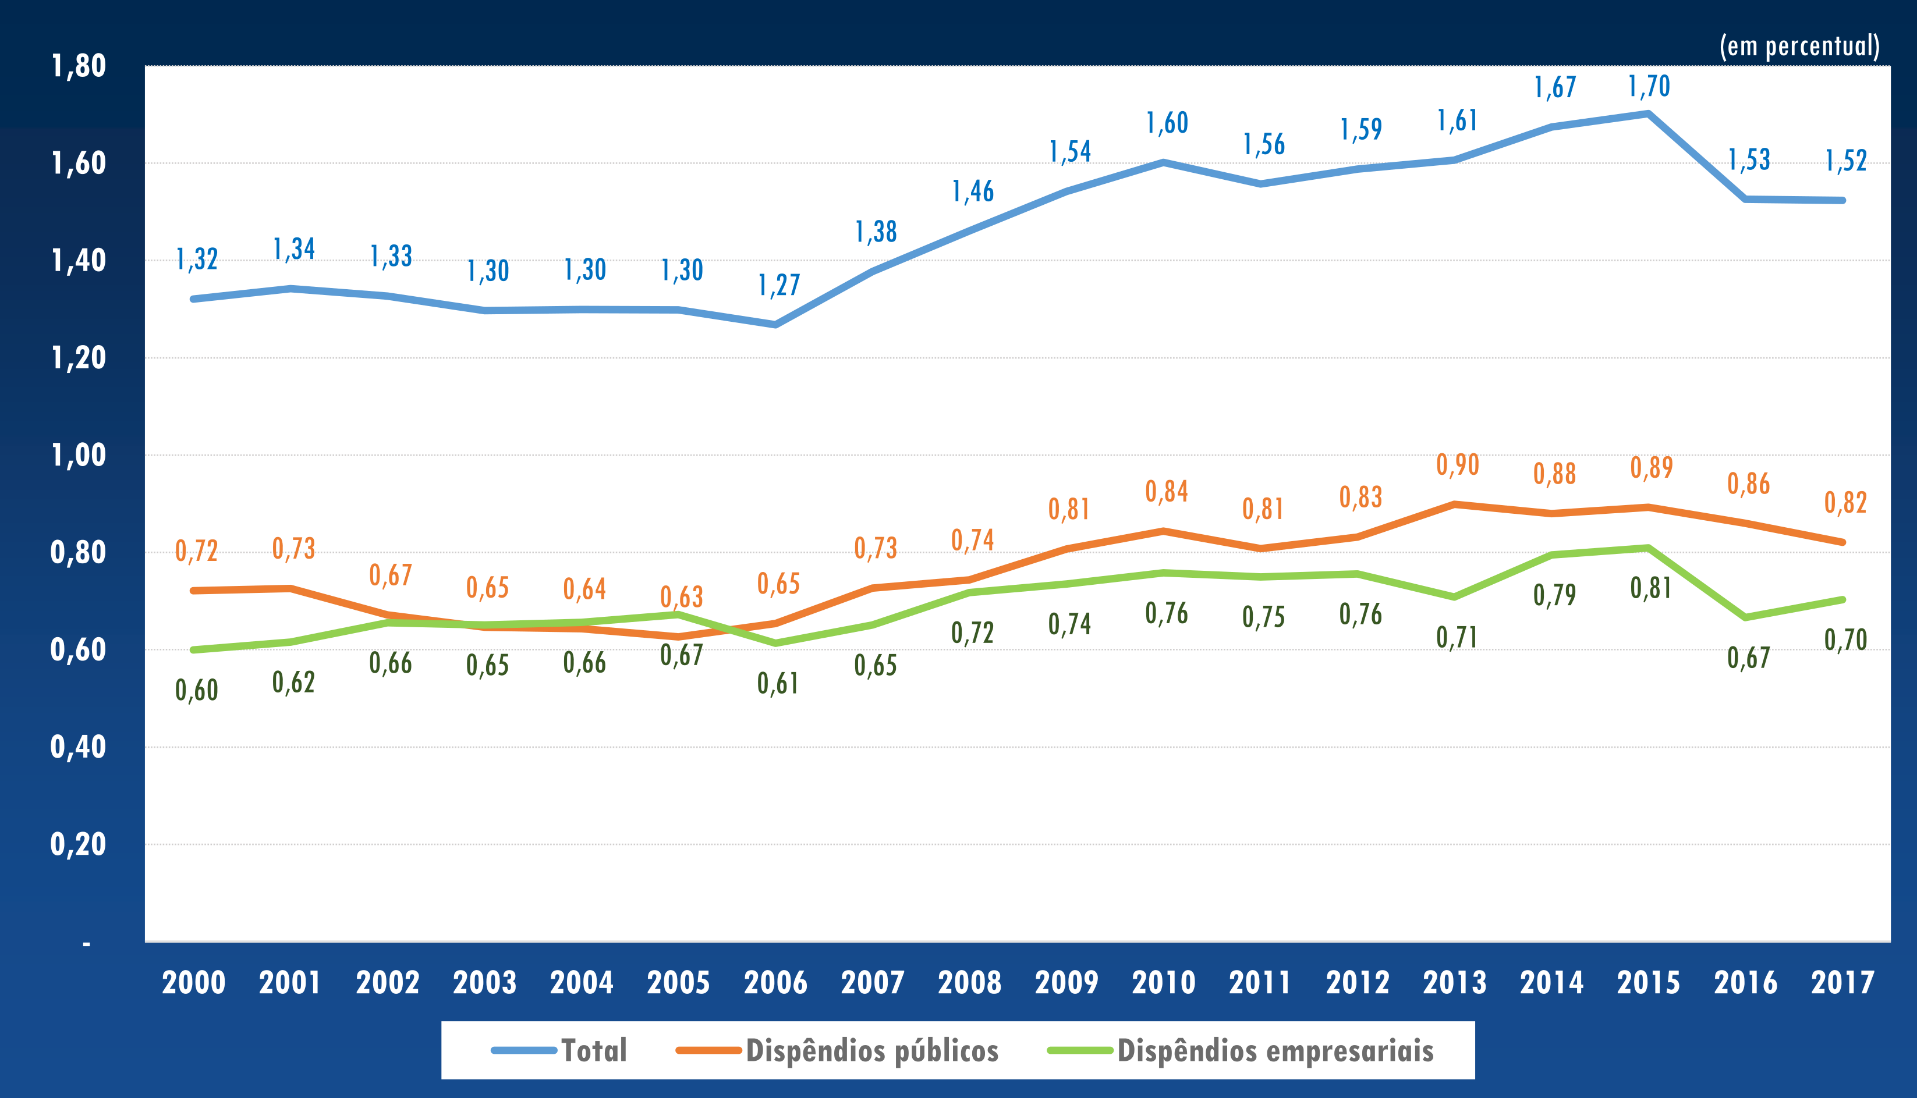 (em percentual)
1,80
1,60
1,40
1,20
1,00
0,80
0,60
0,40
0,20
-
1,32 1,34 1,33 1,30 1,30 1,30 1,27 1,38 1,46 1,54 1,60 1,56 1,59 1,61 1,67 1,70 1,53 1,52
0,72 0,73 0,67 0,65 0,64 0,63 0,65 0,73 0,74 0,81 0,84 0,81 0,83 0,90 0,88 0,89 0,86 0,82
0,60 0,62 0,66 0,65 0,66 0,67 0,61 0,65 0,72 0,74 0,76 0,75 0,76 0,71 0,79 0,81 0,67 0,70
2000 2001 2002 2003 2004 2005 2006 2007 2008 2009 2010 2011 2012 2013 2014 2015 2016 2017
Total Dispêndios públicos Dispêndios empresariais